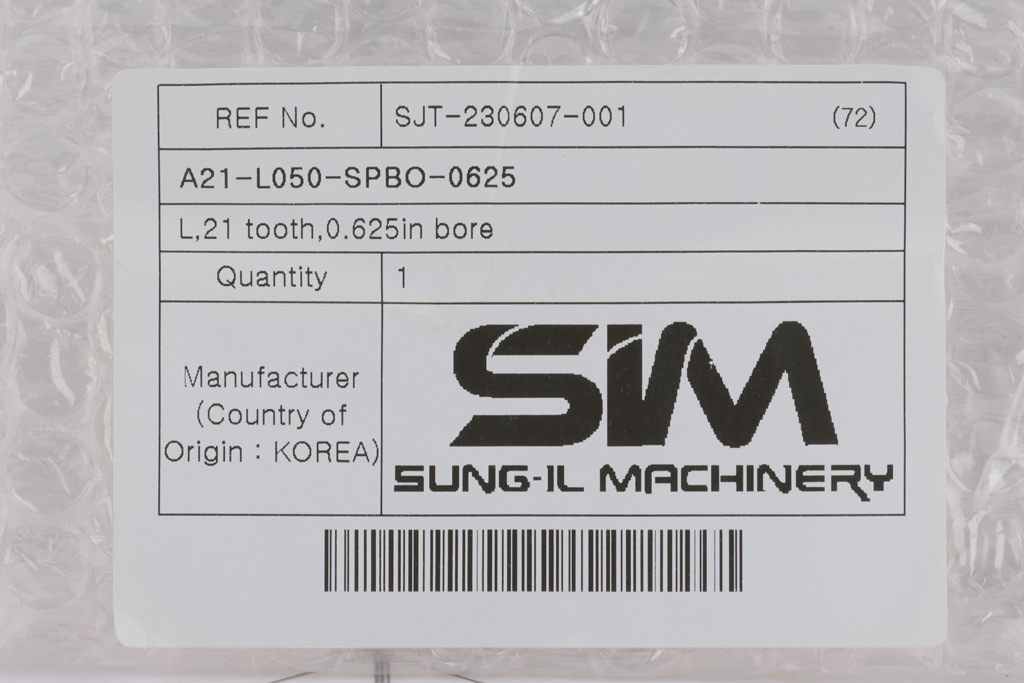 REF No. SJT-230607-001 (72)
A21-L050-SPBO-0625
L,21 tooth,0.625in bore
Quantity 1
Manufacturer
(Country of
Origin : KOREA)
SIM
SUNG-IL MACHINERY